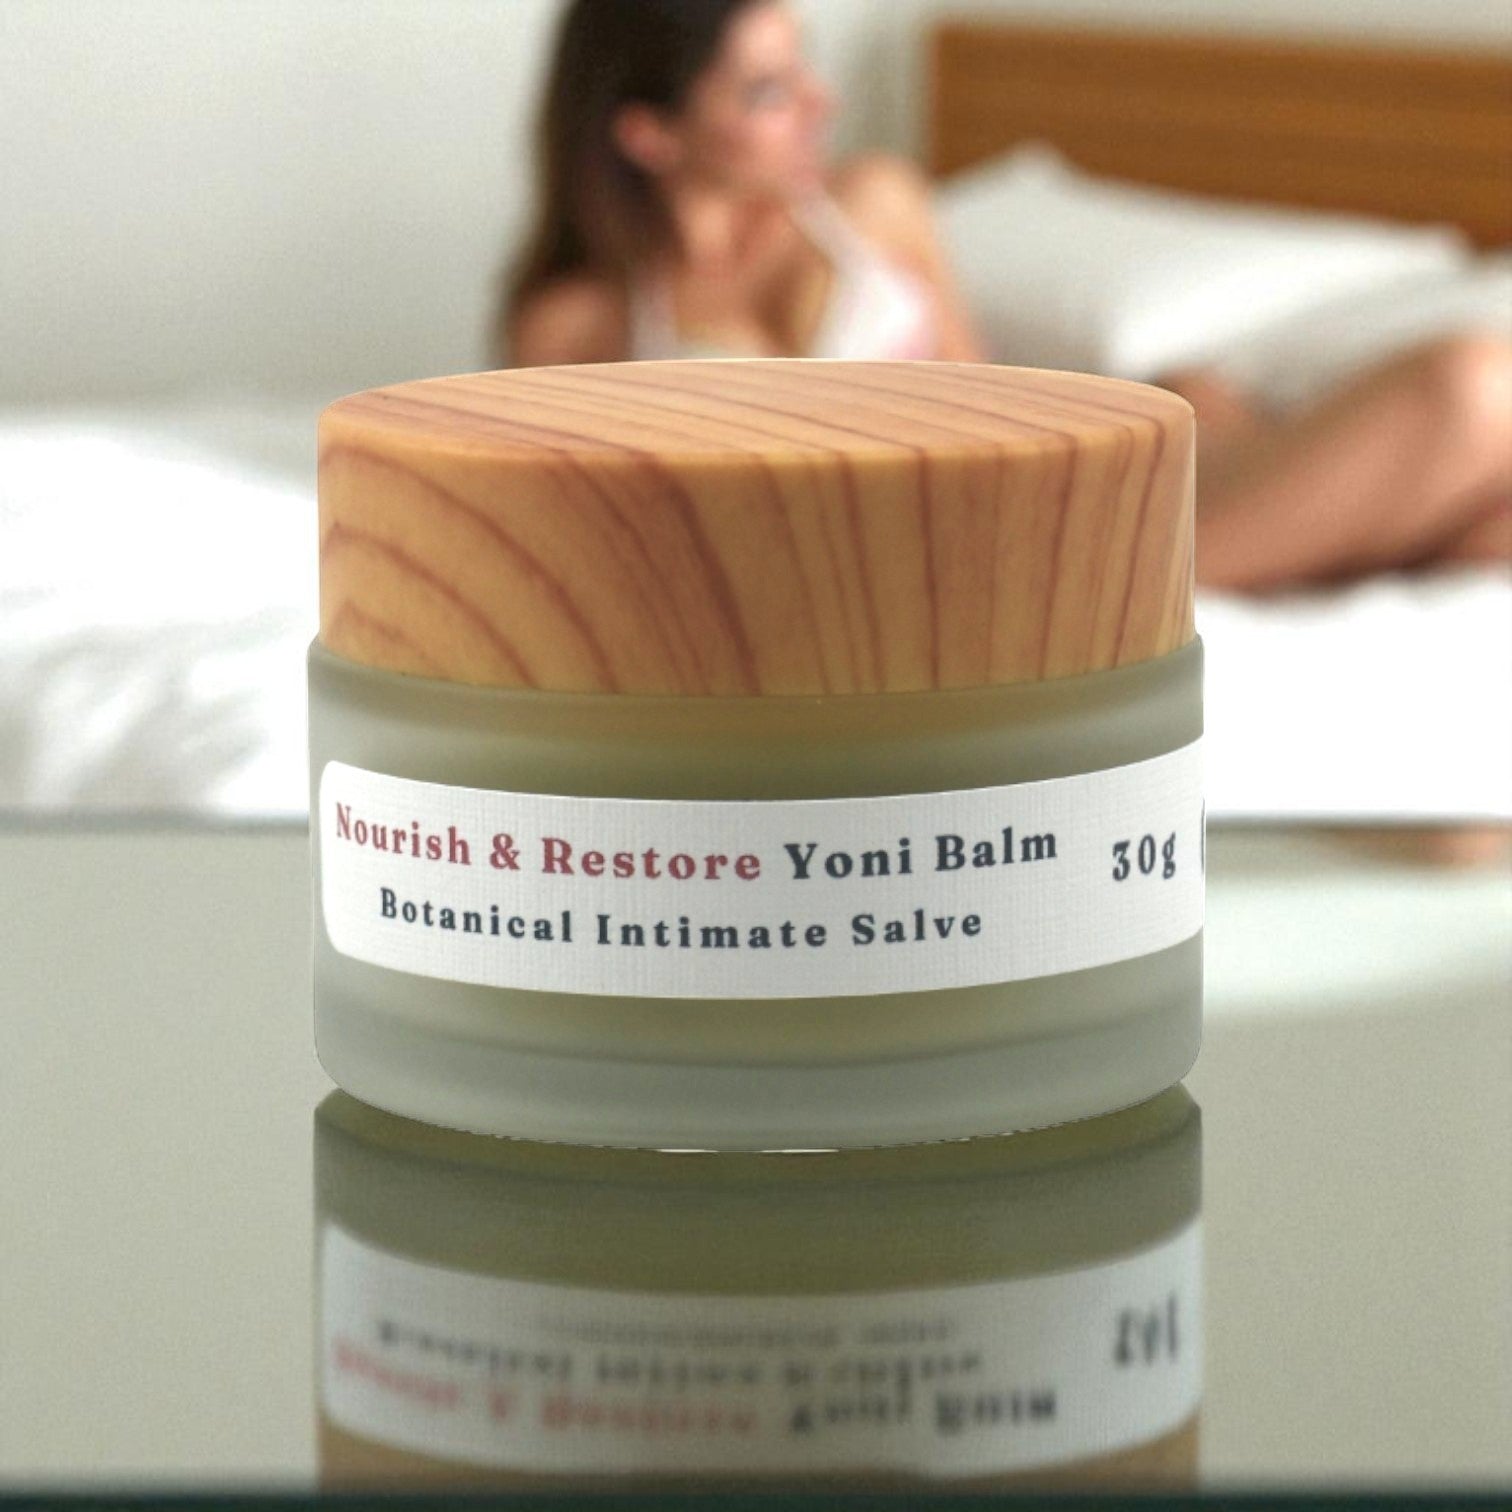 Nourish & Restore Yoni Balm 30g
Botanical Intimate Salve